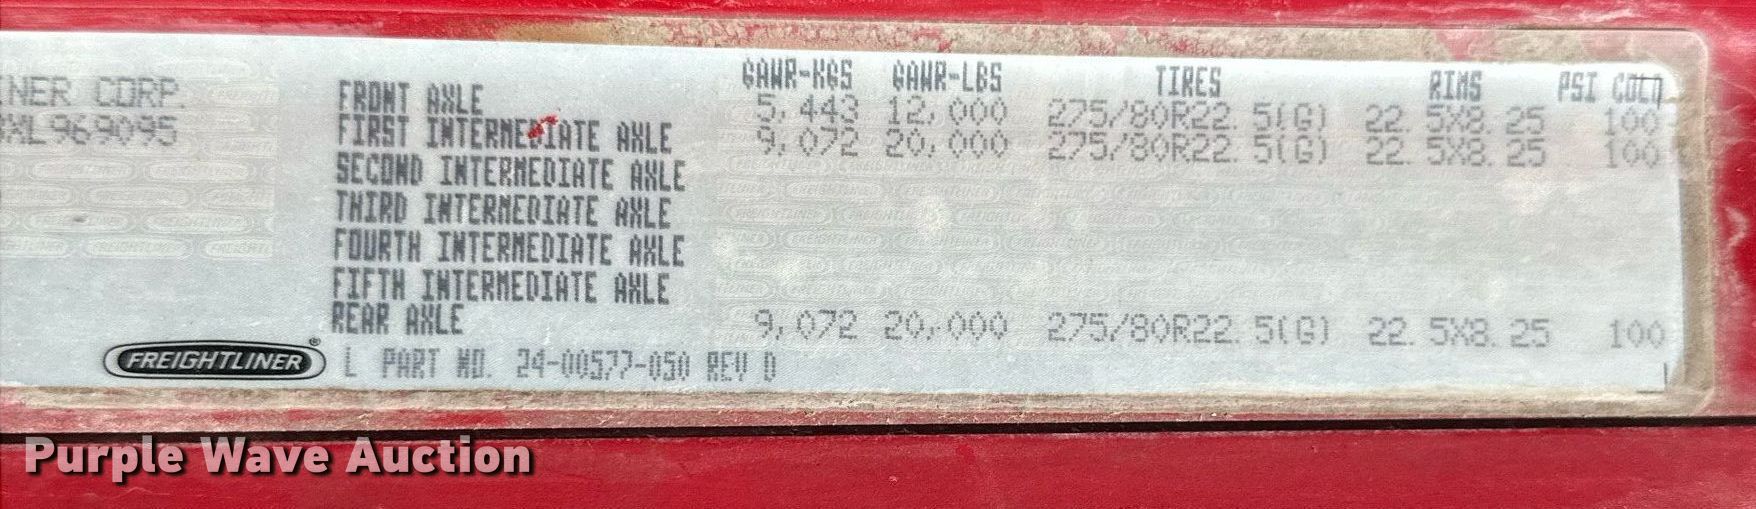 GAWR-KGS GAWR-LBS TIRES RIMS PSI COLD
NER CORP. FRONT AXLE 5,443 12,000 275/80R22.5(G) 22.5X8.25 100
XL969095 FIRST INTERMEDIATE AXLE 9,072 20,000 275/80R22.5(G) 22.5X8.25 100
SECOND INTERMEDIATE AXLE
THIRD INTERMEDIATE AXLE
FOURTH INTERMEDIATE AXLE
FIFTH INTERMEDIATE AXLE
REAR AXLE 9,072 20,000 275/80R22.5(G) 22.5X8.25 100
FREIGHTLINER® L PART NO. 24-00577-050 REV D
Purple Wave Auction